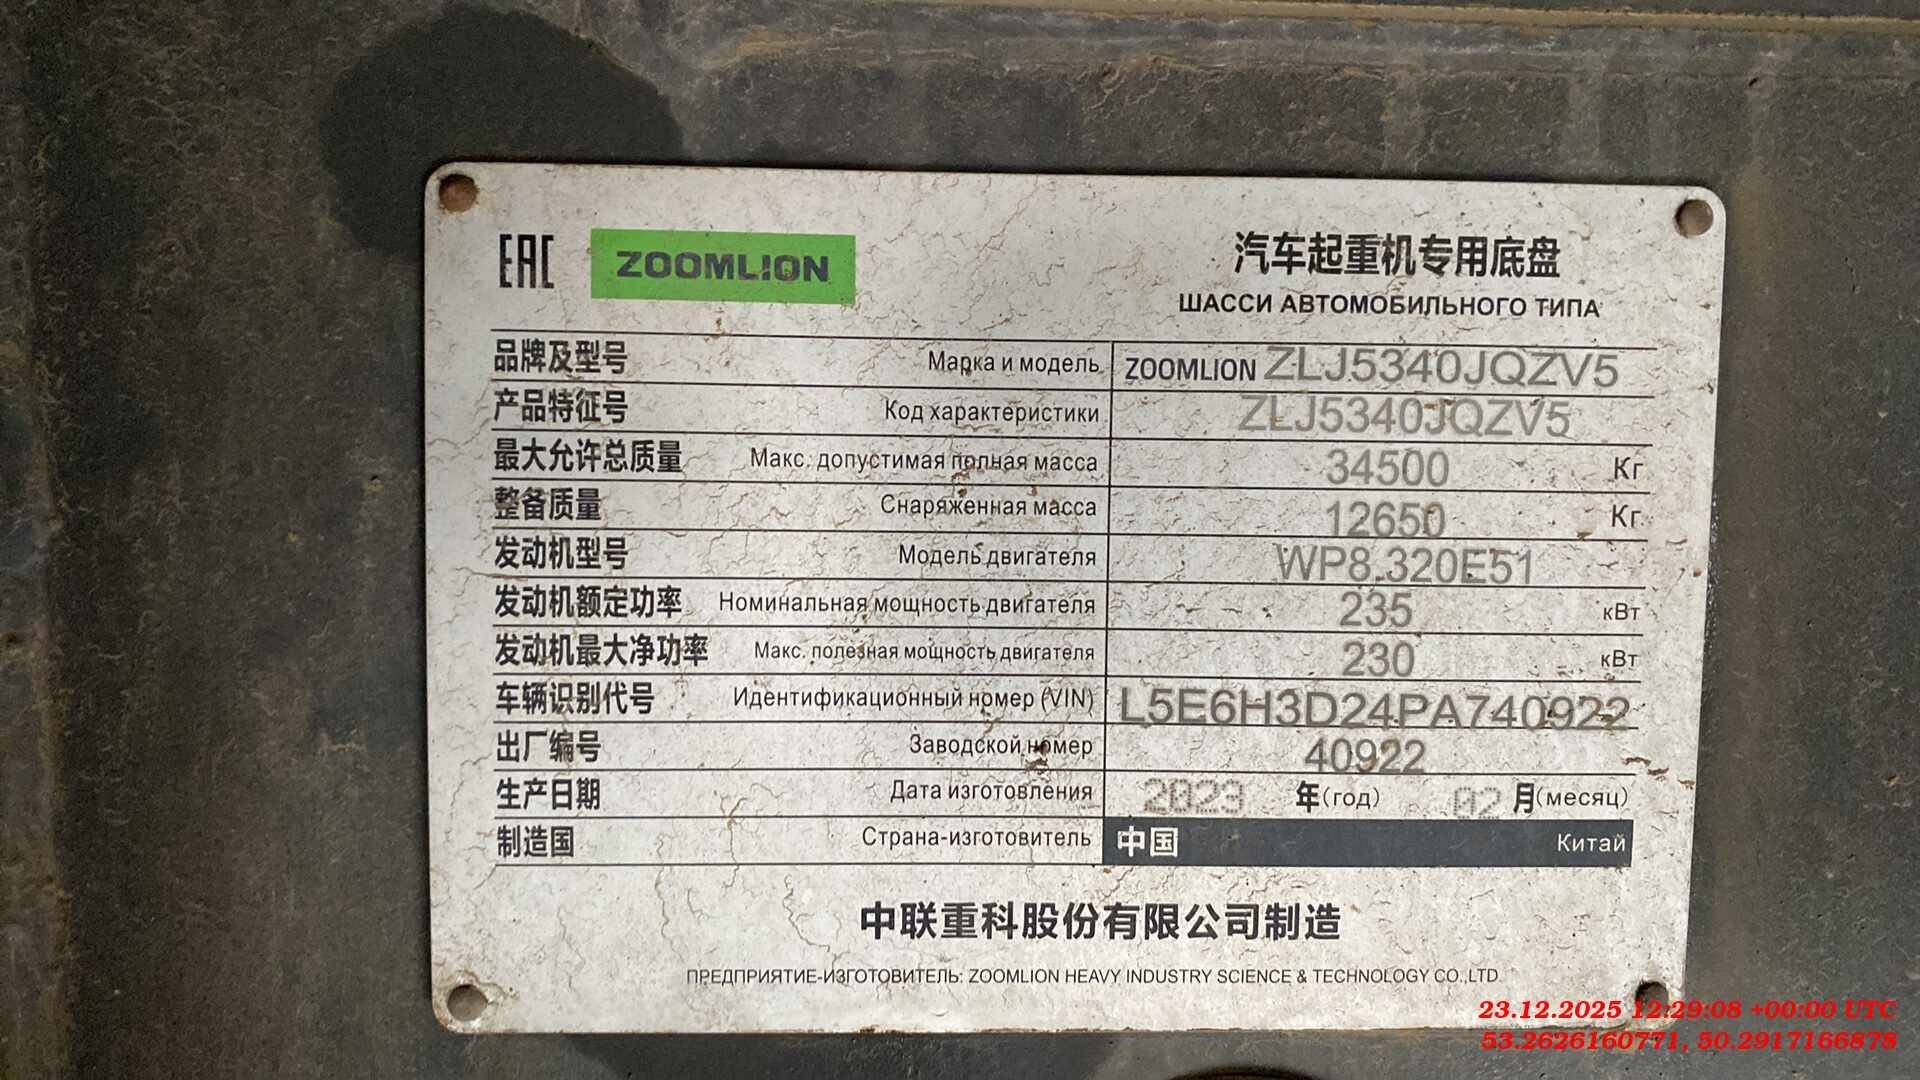 EAC ZOOMLION 汽车起重机专用底盘
ШАССИ АВТОМОБИЛЬНОГО ТИПА
品牌及型号 Марка и модель ZOOMLION ZLJ5340JQZV5
产品特征号 Код характеристики ZLJ5340JQZV5
最大允许总质量 Макс. допустимая полная масса 34500 Кг
整备质量 Снаряженная масса 12650 Кг
发动机型号 Модель двигателя WP8.320E51
发动机额定功率 Номинальная мощность двигателя 235 кВт
发动机最大净功率 Макс. полезная мощность двигателя 230 кВт
车辆识别代号 Идентификационный номер (VIN) L5E6H3D24PA740922
出厂编号 Заводской номер 40922
生产日期 Дата изготовления 2023 年(год) 02 月(месяц)
制造国 Страна-изготовитель 中国 Китай
中联重科股份有限公司制造
ПРЕДПРИЯТИЕ-ИЗГОТОВИТЕЛЬ: ZOOMLION HEAVY INDUSTRY SCIENCE & TECHNOLOGY CO.,LTD.
23.12.2025 12:29:08 +00:00 UTC
53.2626160771, 50.2917166878